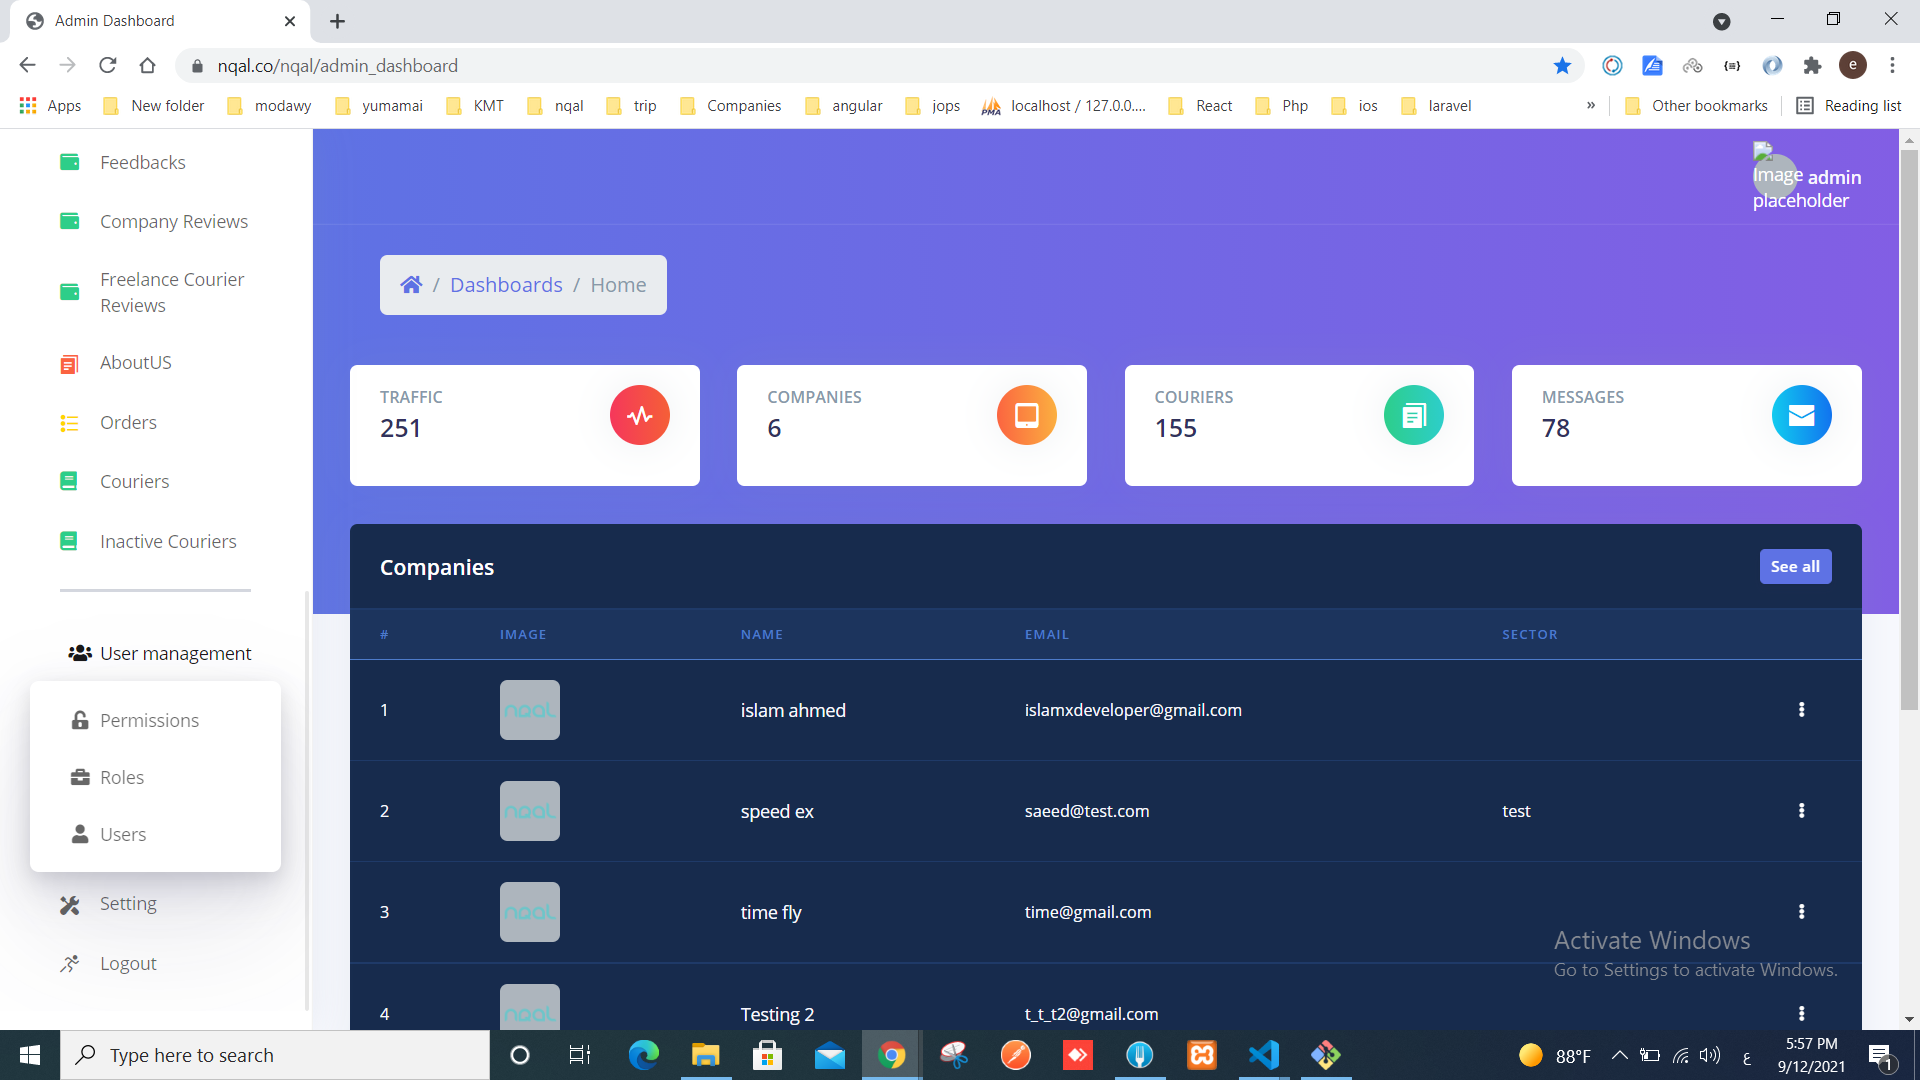 Admin Dashboard
nqal.co/nqal/admin_dashboard
e
Apps
New folder
modawy
yumamai
KMT
nqal
trip
Companies
angular
jops
localhost / 127.0.0....
React
Php
ios
laravel
»
Other bookmarks
Reading list
Feedbacks
Company Reviews
Freelance Courier
Reviews
AboutUS
Orders
Couriers
Inactive Couriers
User management
Permissions
Roles
Users
Setting
Logout
Image
placeholder
admin
/ Dashboards / Home
TRAFFIC
251
COMPANIES
6
COURIERS
155
MESSAGES
78
Companies
See all
# IMAGE NAME EMAIL SECTOR
1 nqal islam ahmed islamxdeveloper@gmail.com
2 nqal speed ex saeed@test.com test
3 nqal time fly time@gmail.com
4 nqal Testing 2 t_t_t2@gmail.com
Activate Windows
Go to Settings to activate Windows.
Type here to search
88°F
ع
5:57 PM
9/12/2021
1